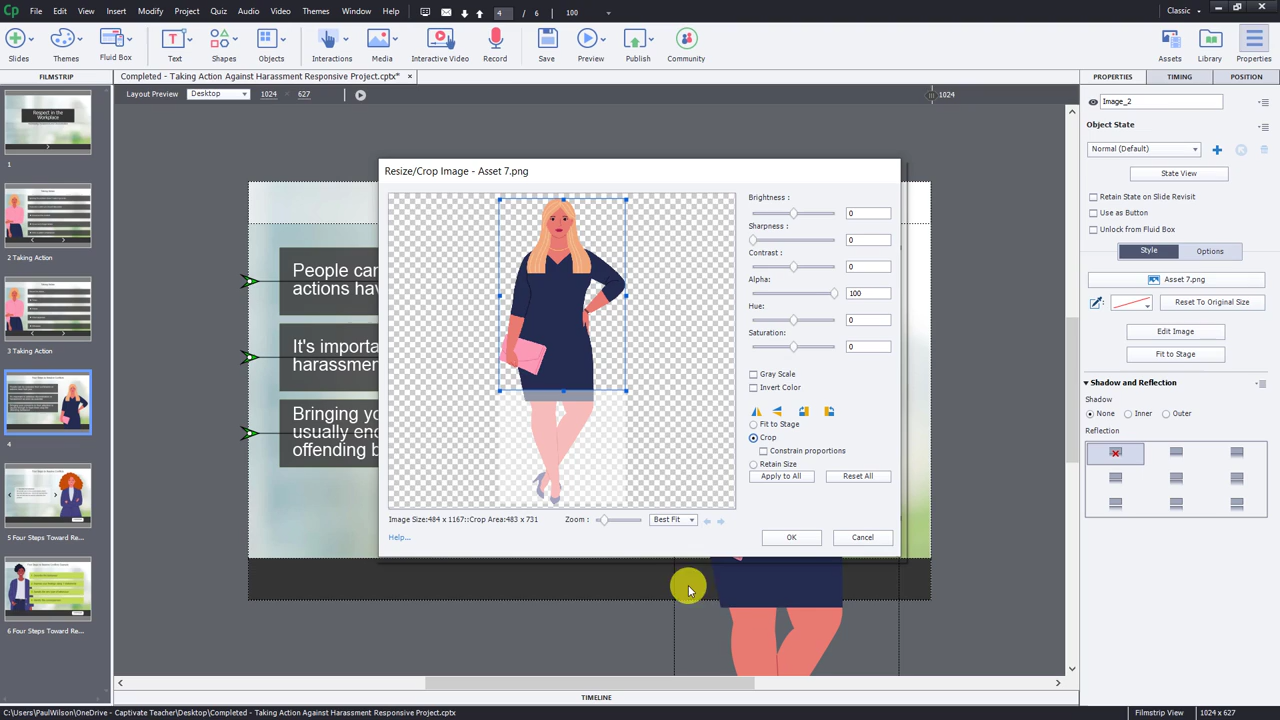 Cp File Edit View Insert Modify Project Quiz Audio Video Themes Window Help 4 / 6 100 Classic
Slides Themes Fluid Box Text Shapes Objects Interactions Media Interactive Video Record Save Preview Publish Community Assets Library Properties
FILMSTRIP
Completed - Taking Action Against Harassment Responsive Project.cptx* ×
PROPERTIES TIMING POSITION
Layout Preview Desktop 1024 × 627 1024
Image_2
Object State
Normal (Default)
State View
Retain State on Slide Revisit
Use as Button
Unlock from Fluid Box
Style Options
Asset 7.png
Reset To Original Size
Edit Image
Fit to Stage
Shadow and Reflection
Shadow
None Inner Outer
Reflection
Respect in the
Workplace
1
2 Taking Action
3 Taking Action
4
5 Four Steps Toward Re...
6 Four Steps Toward Re...
People can
actions hav
It's importa
harassmen
Bringing yo
usually end
offending b
Resize/Crop Image - Asset 7.png
Brightness : 0
Sharpness : 0
Contrast : 0
Alpha: 100
Hue: 0
Saturation: 0
Gray Scale
Invert Color
Fit to Stage
Crop
Constrain proportions
Retain Size
Apply to All Reset All
Image Size:484 x 1167::Crop Area:483 x 731 Zoom : Best Fit
Help... OK Cancel
TIMELINE
C:\Users\PaulWilson\OneDrive - Captivate Teacher\Desktop\Completed - Taking Action Against Harassment Responsive Project.cptx Filmstrip View 1024 x 627